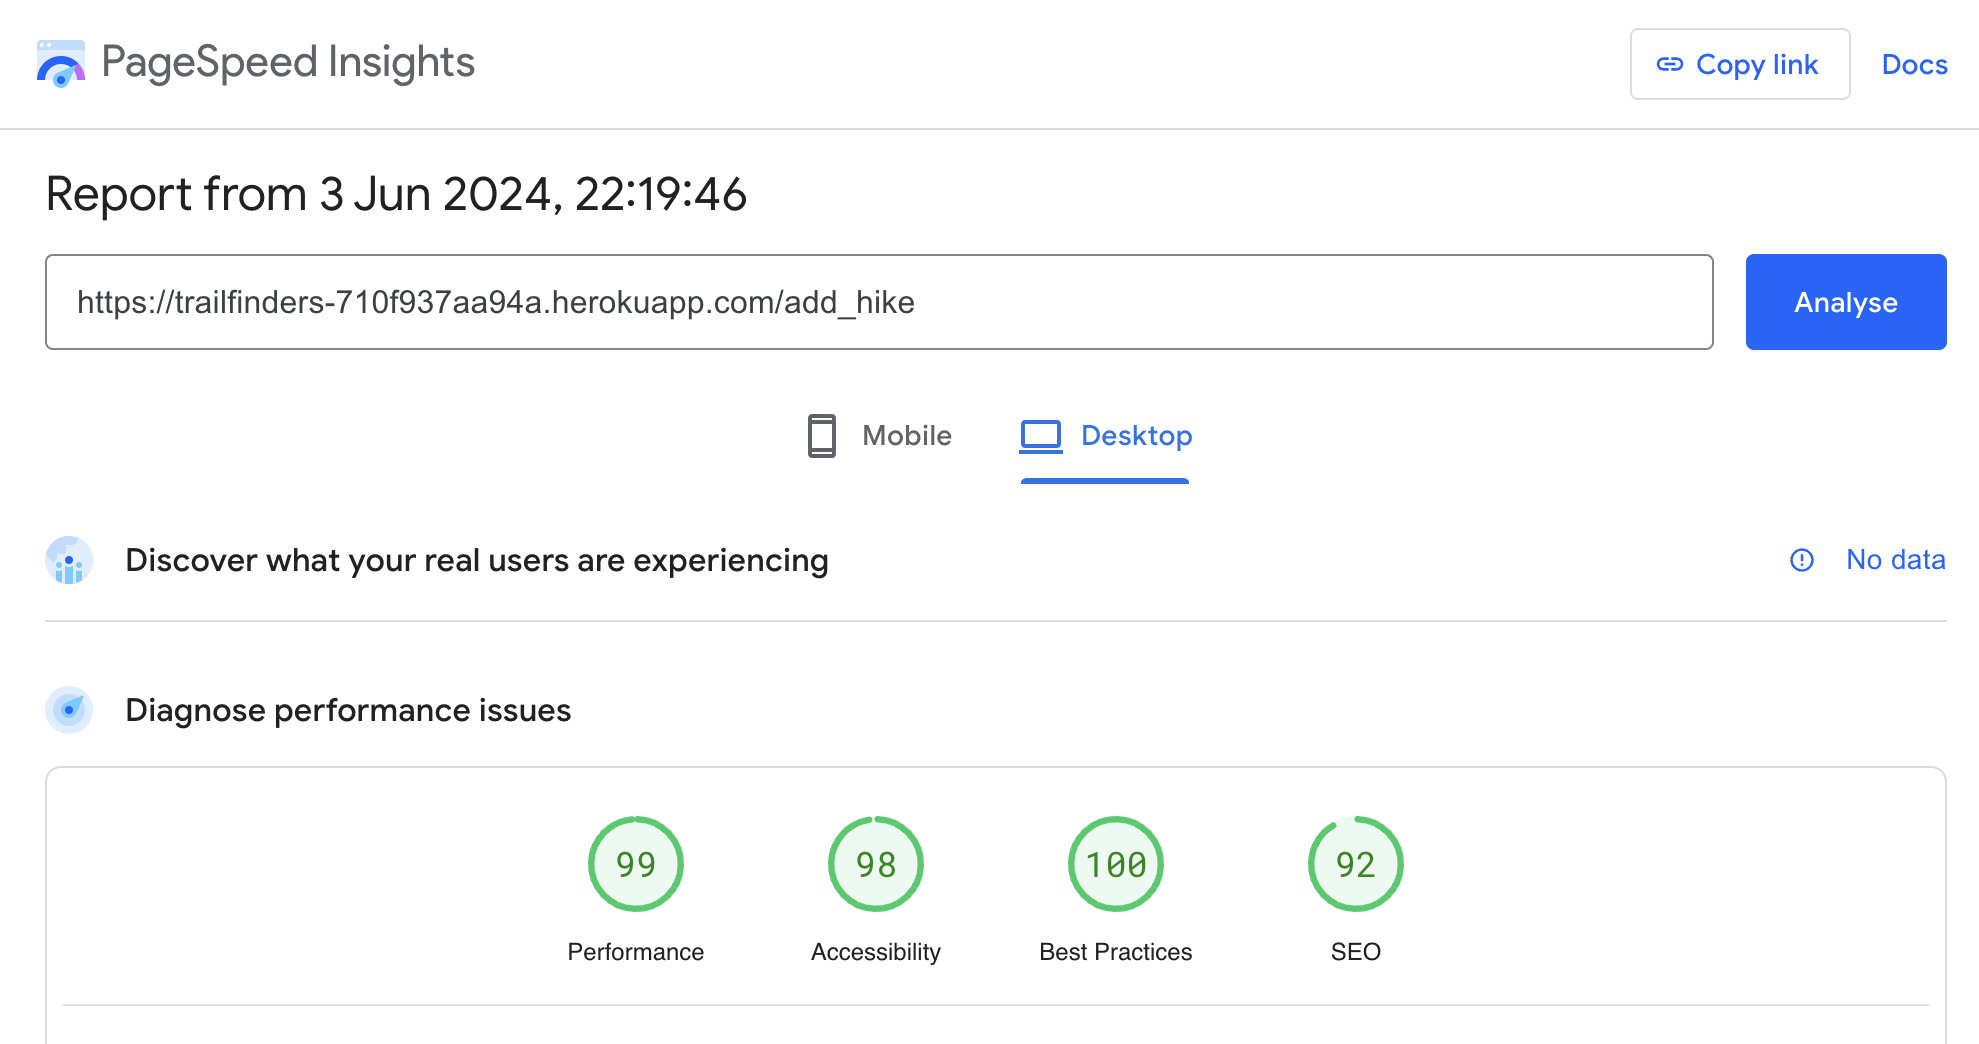 PageSpeed Insights
Copy link
Docs
Report from 3 Jun 2024, 22:19:46
https://trailfinders-710f937aa94a.herokuapp.com/add_hike
Analyse
Mobile
Desktop
Discover what your real users are experiencing
No data
Diagnose performance issues
99
98
100
92
Performance
Accessibility
Best Practices
SEO